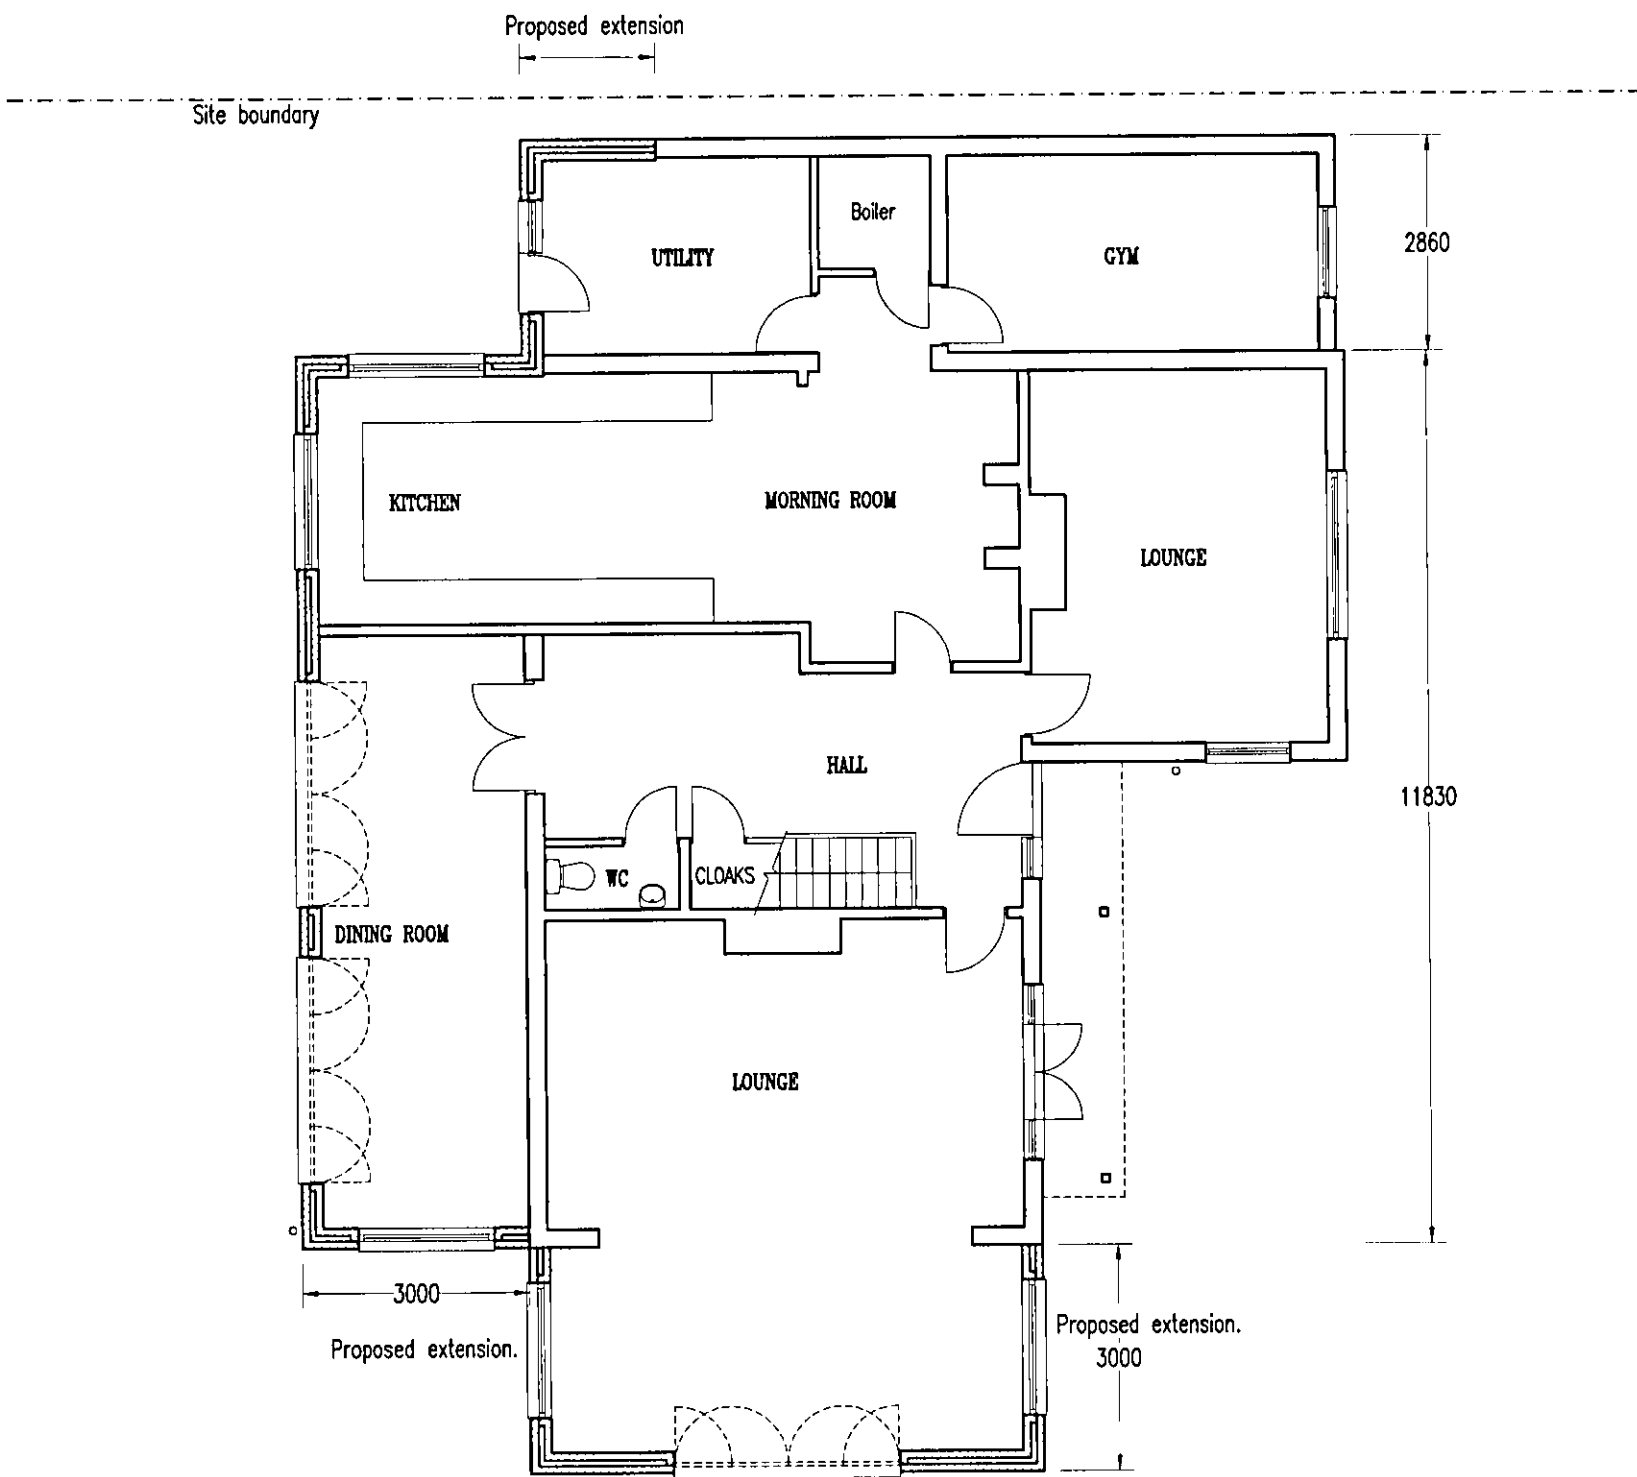 Proposed extension
Site boundary
Boiler
UTILITY
GYM
2860
KITCHEN
MORNING ROOM
LOUNGE
HALL
11830
WC
CLOAKS
DINING ROOM
LOUNGE
3000
Proposed extension.
Proposed extension.
3000